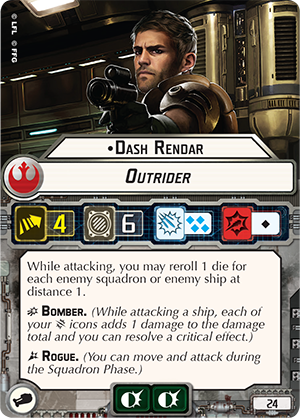 © LFL © FFG
•Dash Rendar
Outrider
4 6
While attacking, you may reroll 1 die for
each enemy squadron or enemy ship at
distance 1.
Bomber. (While attacking a ship, each of
your icons adds 1 damage to the damage
total and you can resolve a critical effect.)
Rogue. (You can move and attack during
the Squadron Phase.)
24